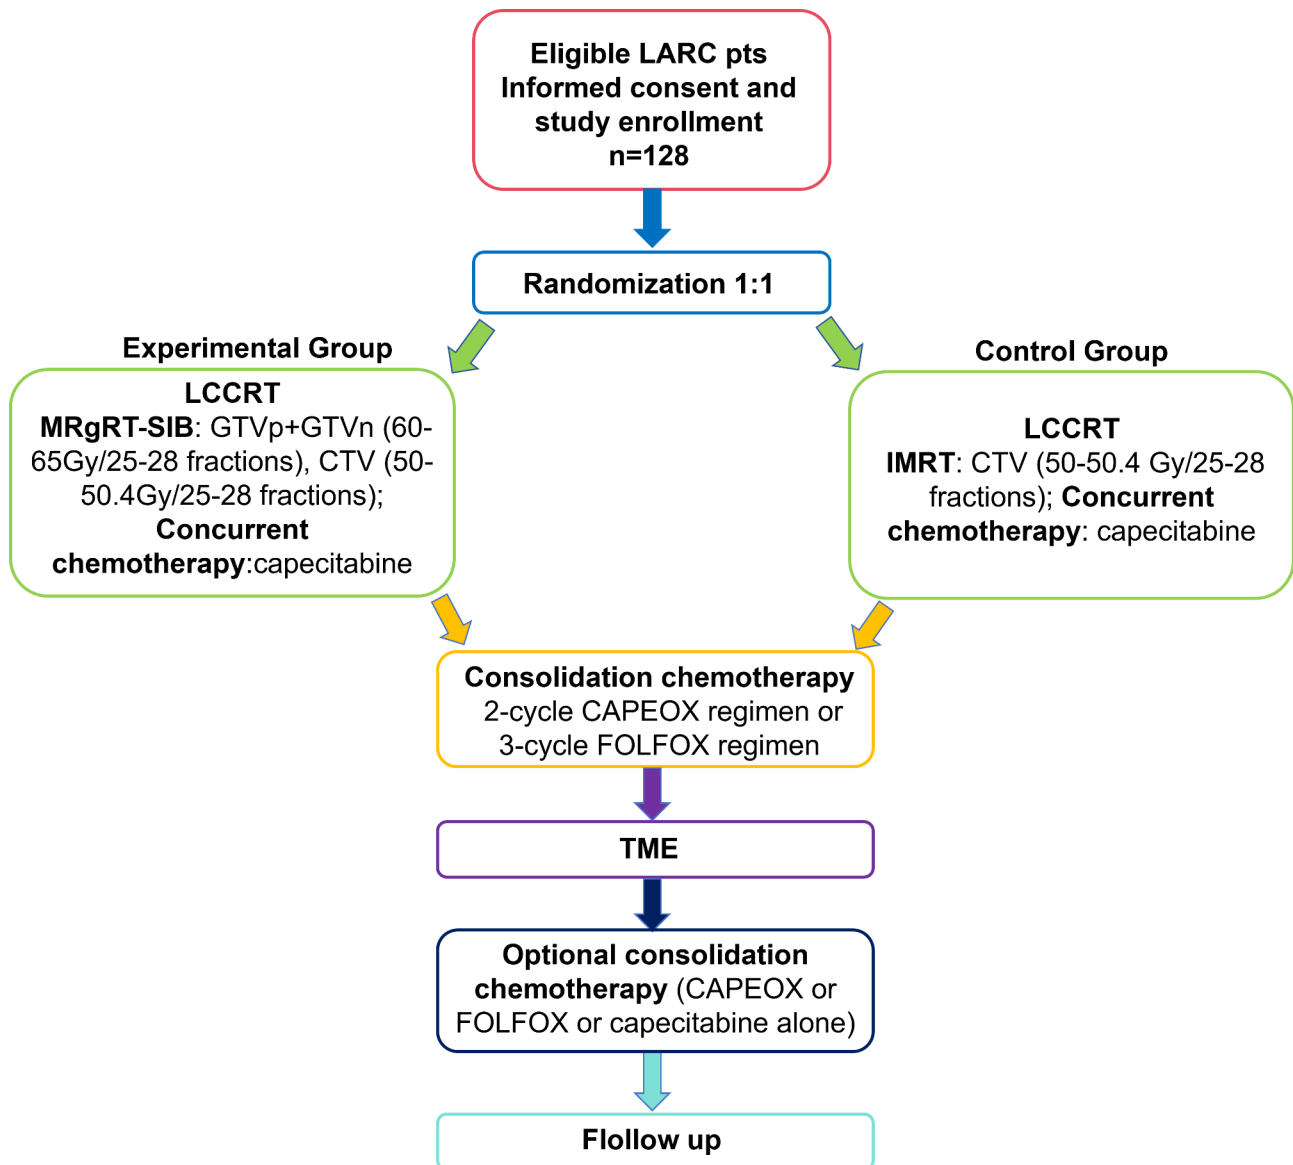 Eligible LARC pts
Informed consent and
study enrollment
n=128
Randomization 1:1
Experimental Group
LCCRT
MRgRT-SIB: GTVp+GTVn (60-
65Gy/25-28 fractions), CTV (50-
50.4Gy/25-28 fractions);
Concurrent
chemotherapy:capecitabine
Control Group
LCCRT
IMRT: CTV (50-50.4 Gy/25-28
fractions); Concurrent
chemotherapy: capecitabine
Consolidation chemotherapy
2-cycle CAPEOX regimen or
3-cycle FOLFOX regimen
TME
Optional consolidation
chemotherapy (CAPEOX or
FOLFOX or capecitabine alone)
Flollow up